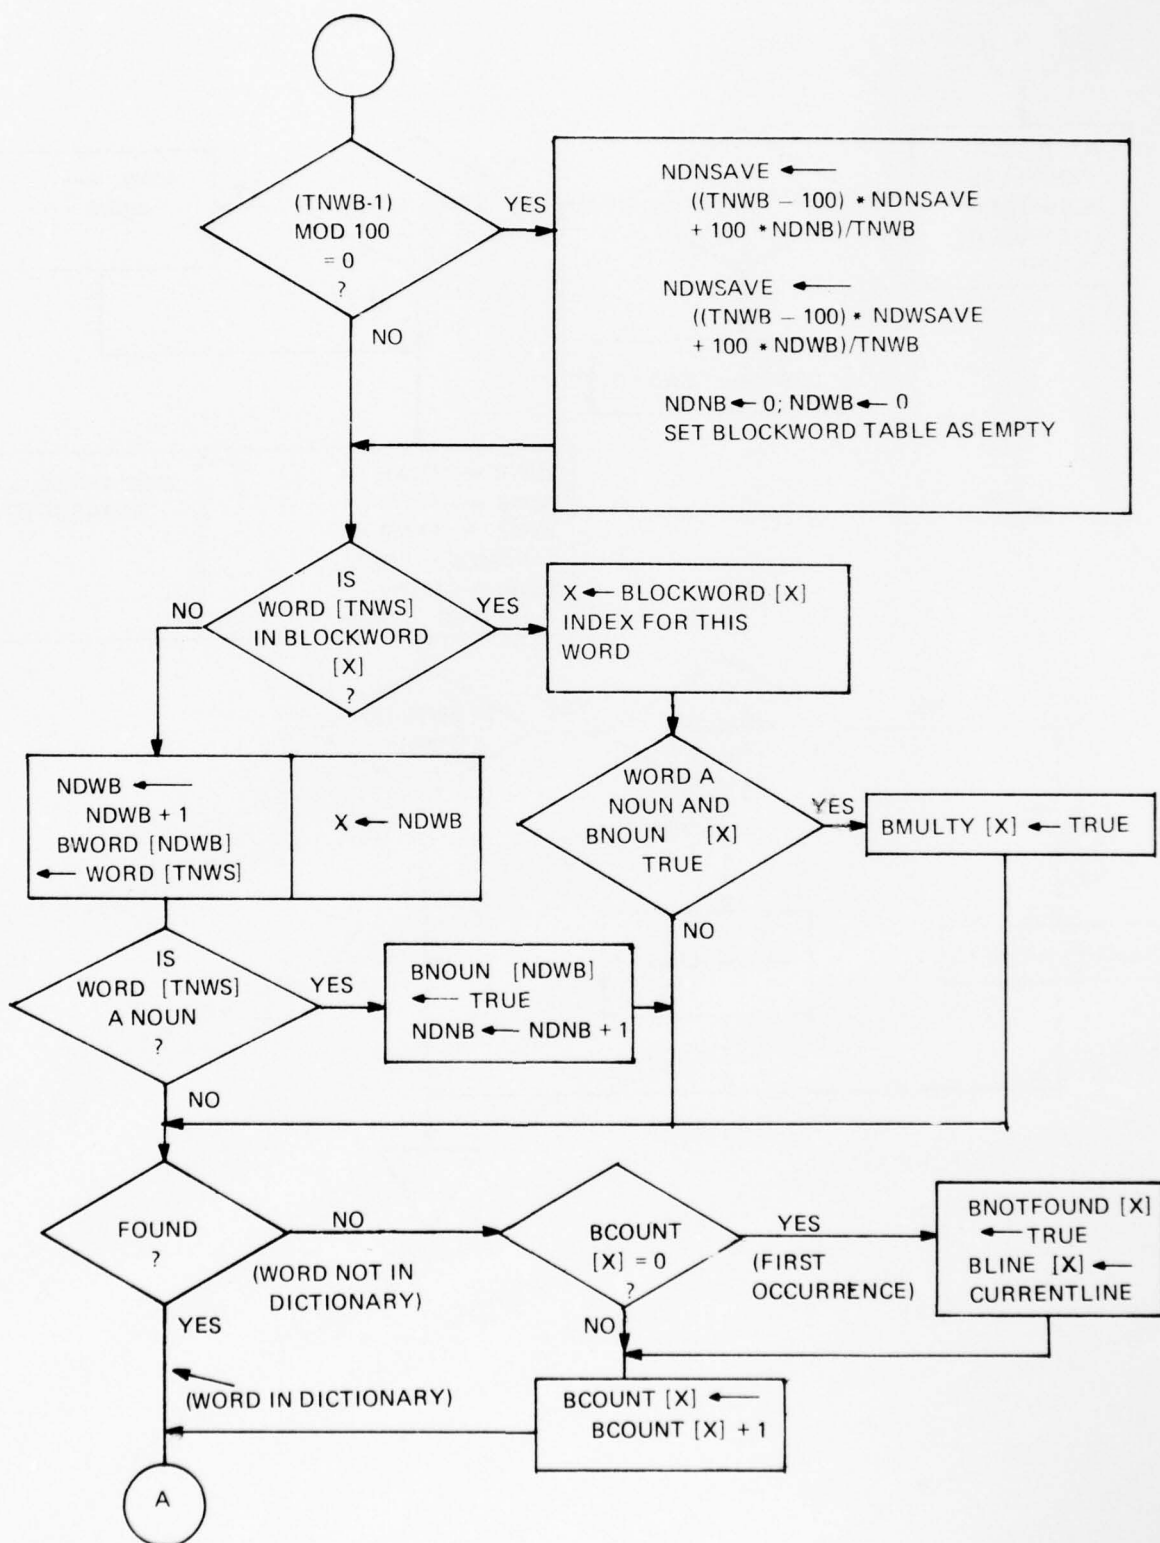 (TNWB-1)
MOD 100
= 0
?
YES
NO
NDNSAVE ←
((TNWB – 100) * NDNSAVE
+ 100 * NDNB)/TNWB
NDWSAVE ←
((TNWB – 100) * NDWSAVE
+ 100 * NDWB)/TNWB
NDNB ← 0; NDWB ← 0
SET BLOCKWORD TABLE AS EMPTY
IS
WORD [TNWS]
IN BLOCKWORD
[X]
?
NO
YES
X ← BLOCKWORD [X]
INDEX FOR THIS
WORD
NDWB ←
NDWB + 1
BWORD [NDWB]
← WORD [TNWS]
X ← NDWB
WORD A
NOUN AND
BNOUN [X]
TRUE
YES
NO
BMULTY [X] ← TRUE
IS
WORD [TNWS]
A NOUN
?
YES
NO
BNOUN [NDWB]
← TRUE
NDNB ← NDNB + 1
FOUND
?
NO
(WORD NOT IN
DICTIONARY)
YES
(WORD IN DICTIONARY)
BCOUNT
[X] = 0
?
YES
(FIRST
OCCURRENCE)
NO
BNOTFOUND [X]
← TRUE
BLINE [X] ←
CURRENTLINE
BCOUNT [X] ←
BCOUNT [X] + 1
A